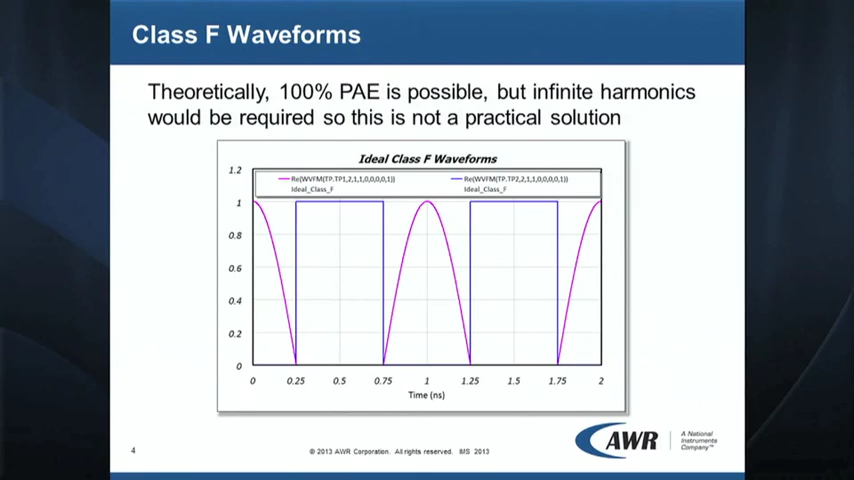 Class F Waveforms
Theoretically, 100% PAE is possible, but infinite harmonics
would be required so this is not a practical solution
Ideal Class F Waveforms
Re(WVFM(TP.TP1,2,1,1,0,0,0,0,1)) Re(WVFM(TP.TP2,2,1,1,0,0,0,0,1))
Ideal_Class_F Ideal_Class_F
1.2
1
0.8
0.6
0.4
0.2
0
0 0.25 0.5 0.75 1 1.25 1.5 1.75 2
Time (ns)
4
© 2013 AWR Corporation. All rights reserved. IMS 2013
AWR
A National
Instruments
Company™